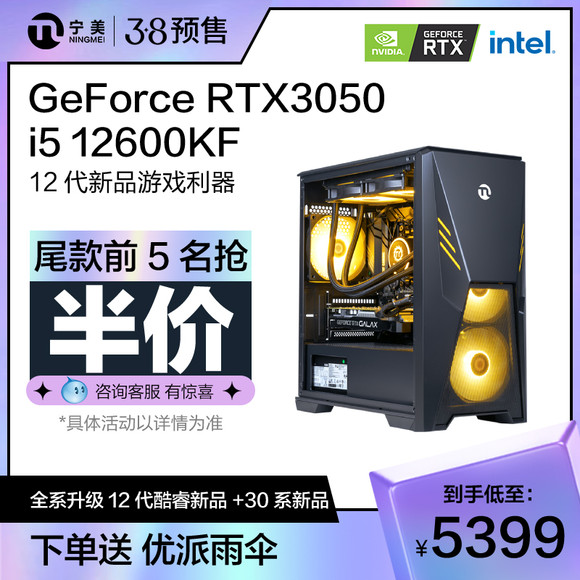 宁美
NINGMEI
38预售
NVIDIA.
GEFORCE
RTX
intel.
GeForce RTX3050
i5 12600KF
12 代新品游戏利器
尾款前 5 名抢
半价
咨询客服 有惊喜
*具体活动以详情为准
GEFORCE RTX GALAX
全系升级 12 代酷睿新品 +30 系新品
下单送 优派雨伞
到手低至:
¥5399